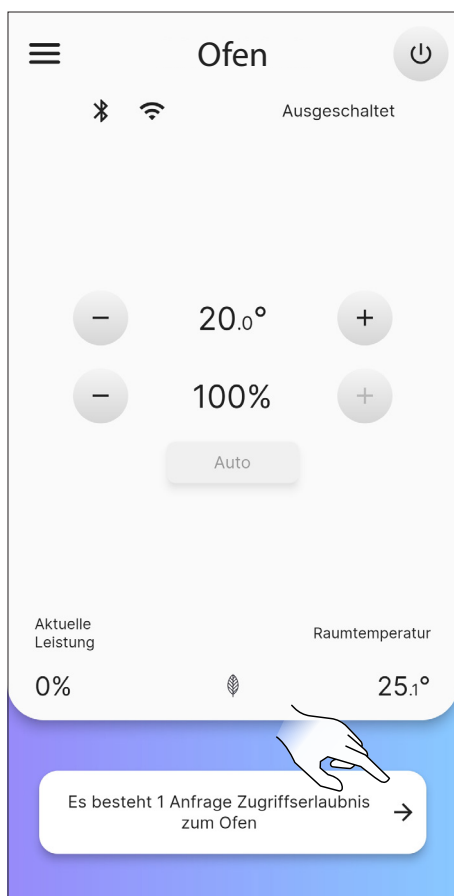 Ofen
Ausgeschaltet
− 20.0° +
− 100% +
Auto
Aktuelle
Leistung
Raumtemperatur
0%
25.1°
Es besteht 1 Anfrage Zugriffserlaubnis
zum Ofen